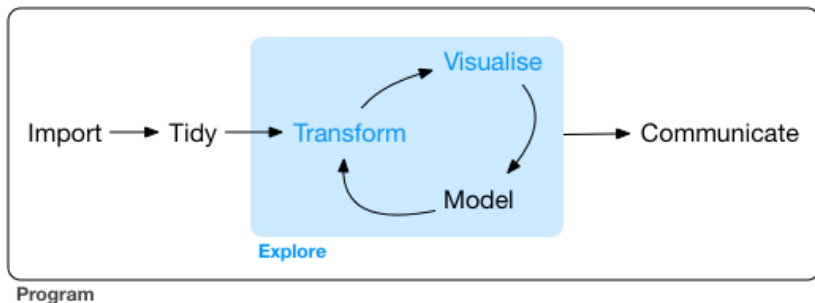 Visualise
Import
Tidy
Transform
Communicate
Model
Explore
Program